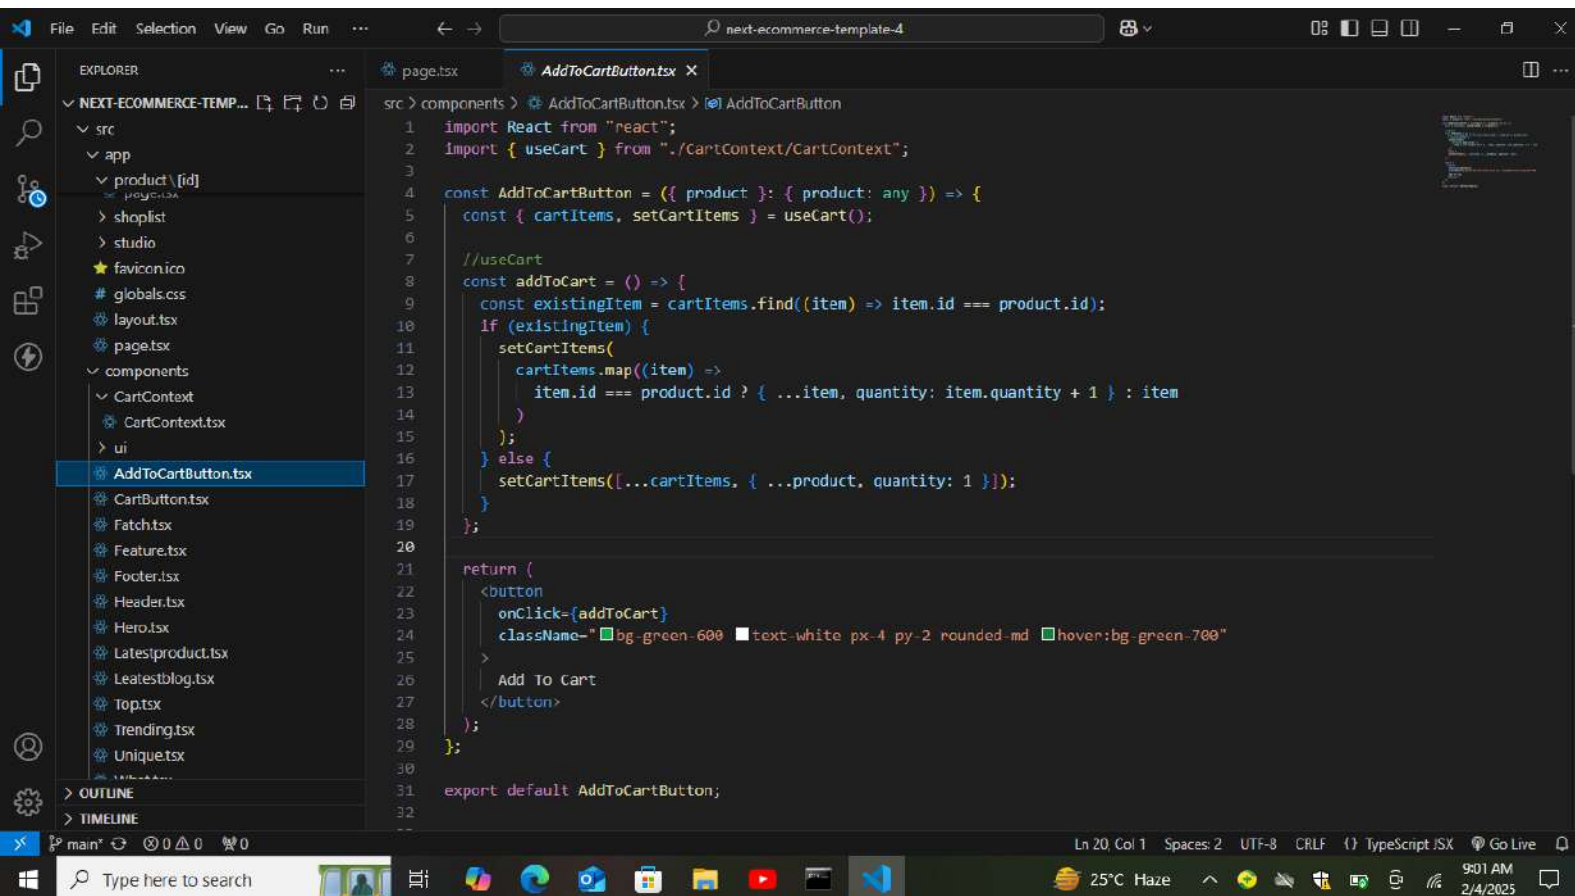 File Edit Selection View Go Run ···
next-ecommerce-template-4
EXPLORER
NEXT-ECOMMERCE-TEMP...
src
app
product\[id]
page.tsx
shoplist
studio
favicon.ico
# globals.css
layout.tsx
page.tsx
components
CartContext
CartContext.tsx
ui
AddToCartButton.tsx
CartButton.tsx
Fatch.tsx
Feature.tsx
Footer.tsx
Header.tsx
Hero.tsx
Latestproduct.tsx
Leatestblog.tsx
Top.tsx
Trending.tsx
Unique.tsx
OUTLINE
TIMELINE
page.tsx AddToCartButton.tsx
src > components > AddToCartButton.tsx > AddToCartButton
1 import React from "react";
2 import { useCart } from "./CartContext/CartContext";
3
4 const AddToCartButton = ({ product }: { product: any }) => {
5 const { cartItems, setCartItems } = useCart();
6
7 //useCart
8 const addToCart = () => {
9 const existingItem = cartItems.find((item) => item.id === product.id);
10 if (existingItem) {
11 setCartItems(
12 cartItems.map((item) =>
13 item.id === product.id ? { ...item, quantity: item.quantity + 1 } : item
14 )
15 );
16 } else {
17 setCartItems([...cartItems, { ...product, quantity: 1 }]);
18 }
19 };
20
21 return (
22 <button
23 onClick={addToCart}
24 className="bg-green-600 text-white px-4 py-2 rounded-md hover:bg-green-700"
25 >
26 Add To Cart
27 </button>
28 );
29 };
30
31 export default AddToCartButton;
32
main* 0 0 0
Ln 20, Col 1 Spaces: 2 UTF-8 CRLF {} TypeScript JSX Go Live
Type here to search
25°C Haze
9:01 AM
2/4/2025